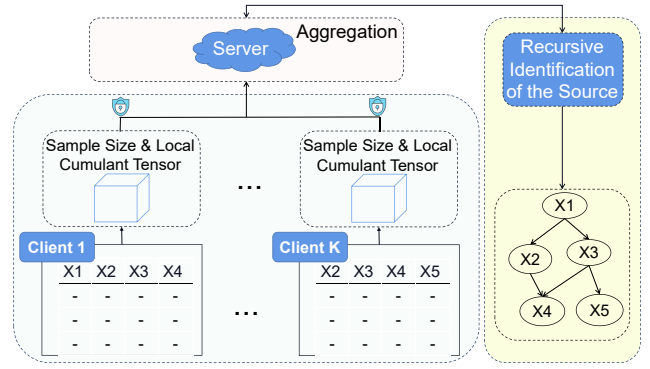 Aggregation
Server
Recursive
Identification
of the Source
Sample Size & Local
Cumulant Tensor
...
Sample Size & Local
Cumulant Tensor
Client 1
X1 X2 X3 X4
- - - -
- - - -
- - - -
...
Client K
X2 X3 X4 X5
- - - -
- - - -
- - - -
X1
X2
X3
X4
X5